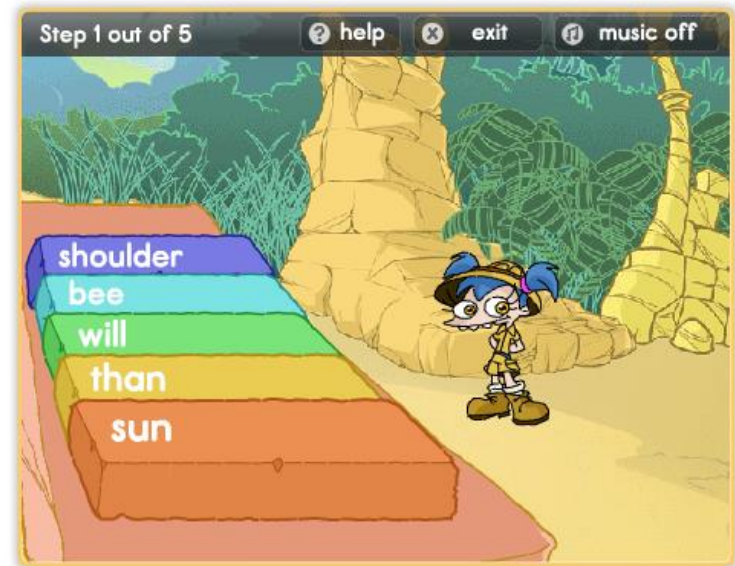 Step 1 out of 5 help exit music off
shoulder
bee
will
than
sun